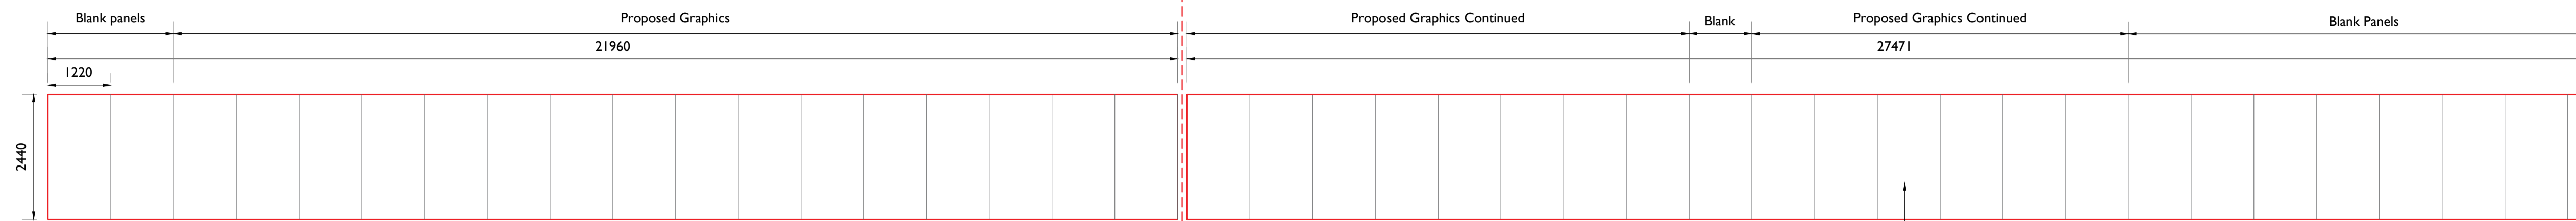 Blank panels
Proposed Graphics
Proposed Graphics Continued
Blank
Proposed Graphics Continued
Blank Panels
21960
27471
1220
2440